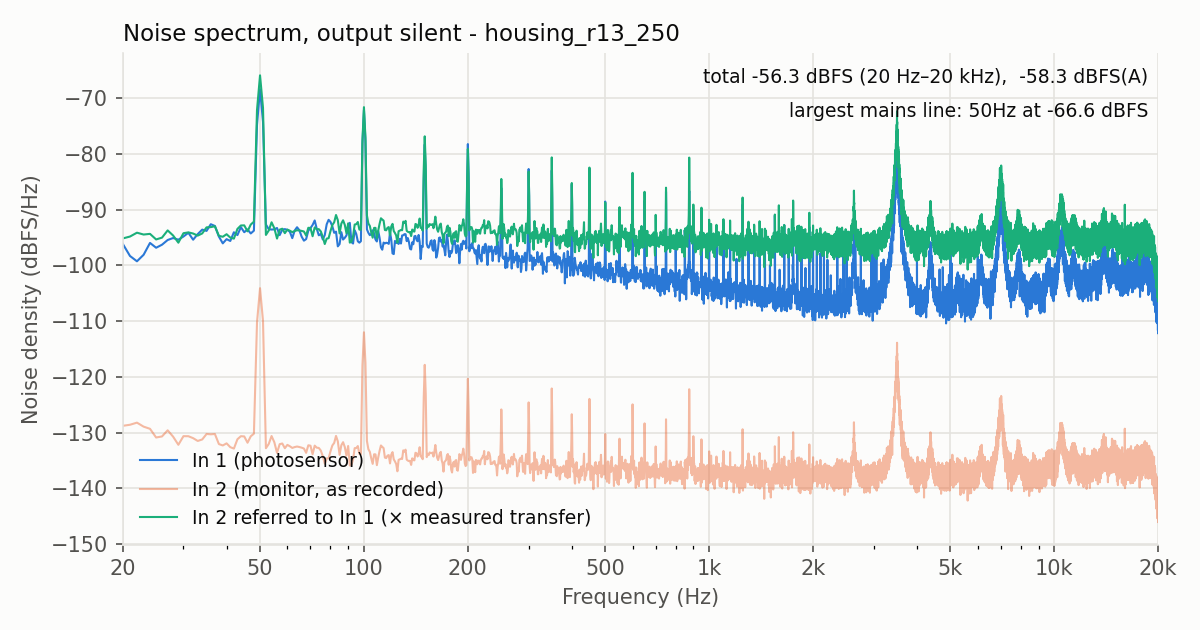 Noise spectrum, output silent - housing_r13_250
total -56.3 dBFS (20 Hz–20 kHz),  -58.3 dBFS(A)
largest mains line: 50Hz at -66.6 dBFS
Noise density (dBFS/Hz)
−70
−80
−90
−100
−110
−120
−130
−140
−150
In 1 (photosensor)
In 2 (monitor, as recorded)
In 2 referred to In 1 (× measured transfer)
20 50 100 200 500 1k 2k 5k 10k 20k
Frequency (Hz)